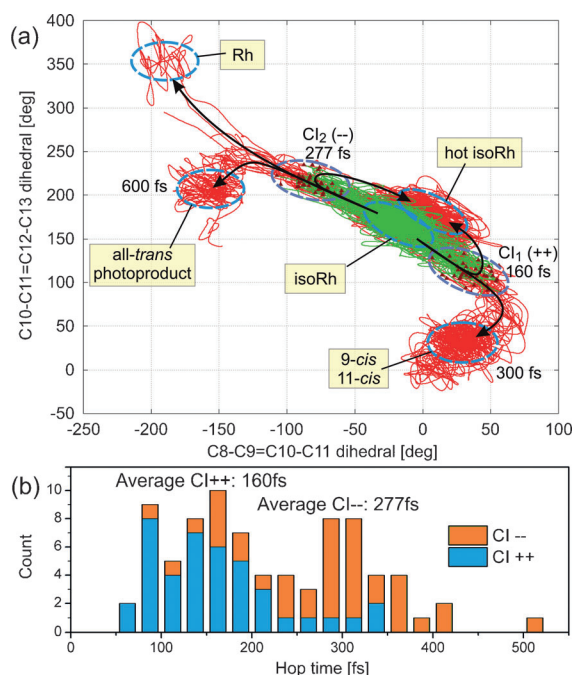 (a)
C10-C11=C12-C13 dihedral [deg]
400
350
300
250
200
150
100
50
0
-50
Rh
CI2 (--)
277 fs
hot isoRh
600 fs
all-trans
photoproduct
isoRh
CI1 (++)
160 fs
9-cis
11-cis
300 fs
-250 -200 -150 -100 -50 0 50 100
C8-C9=C10-C11 dihedral [deg]
(b)
Average CI++: 160fs
Average CI--: 277fs
Count
10
8
6
4
2
0
CI --
CI ++
100 200 300 400 500
Hop time [fs]